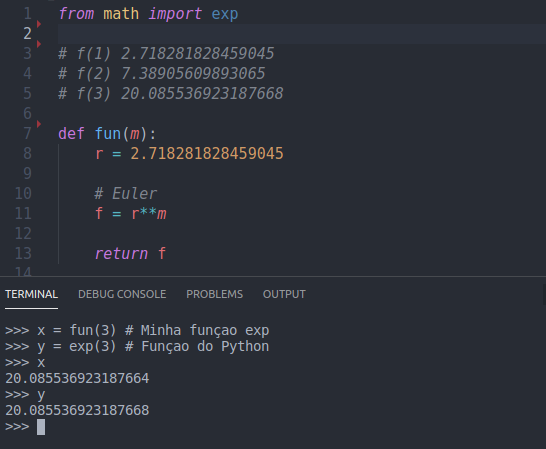 1 from math import exp
2
3 # f(1) 2.718281828459045
4 # f(2) 7.38905609893065
5 # f(3) 20.085536923187668
6
7 def fun(m):
8 r = 2.718281828459045
9
10 # Euler
11 f = r**m
12
13 return f
14
TERMINAL DEBUG CONSOLE PROBLEMS OUTPUT
>>> x = fun(3) # Minha funçao exp
>>> y = exp(3) # Funçao do Python
>>> x
20.085536923187664
>>> y
20.085536923187668
>>>